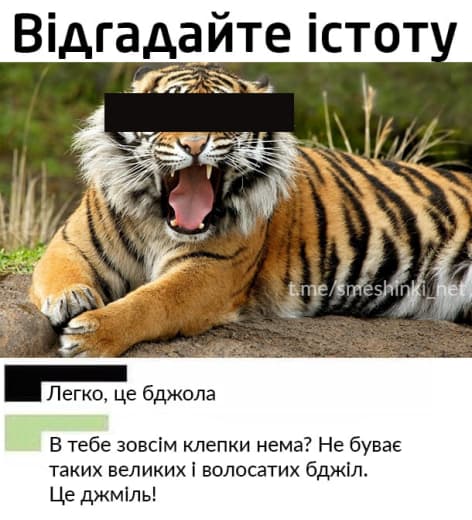 Відгадайте істоту
t.me/smeshinki_net
Легко, це бджола
В тебе зовсім клепки нема? Не буває
таких великих і волосатих бджіл.
Це джміль!